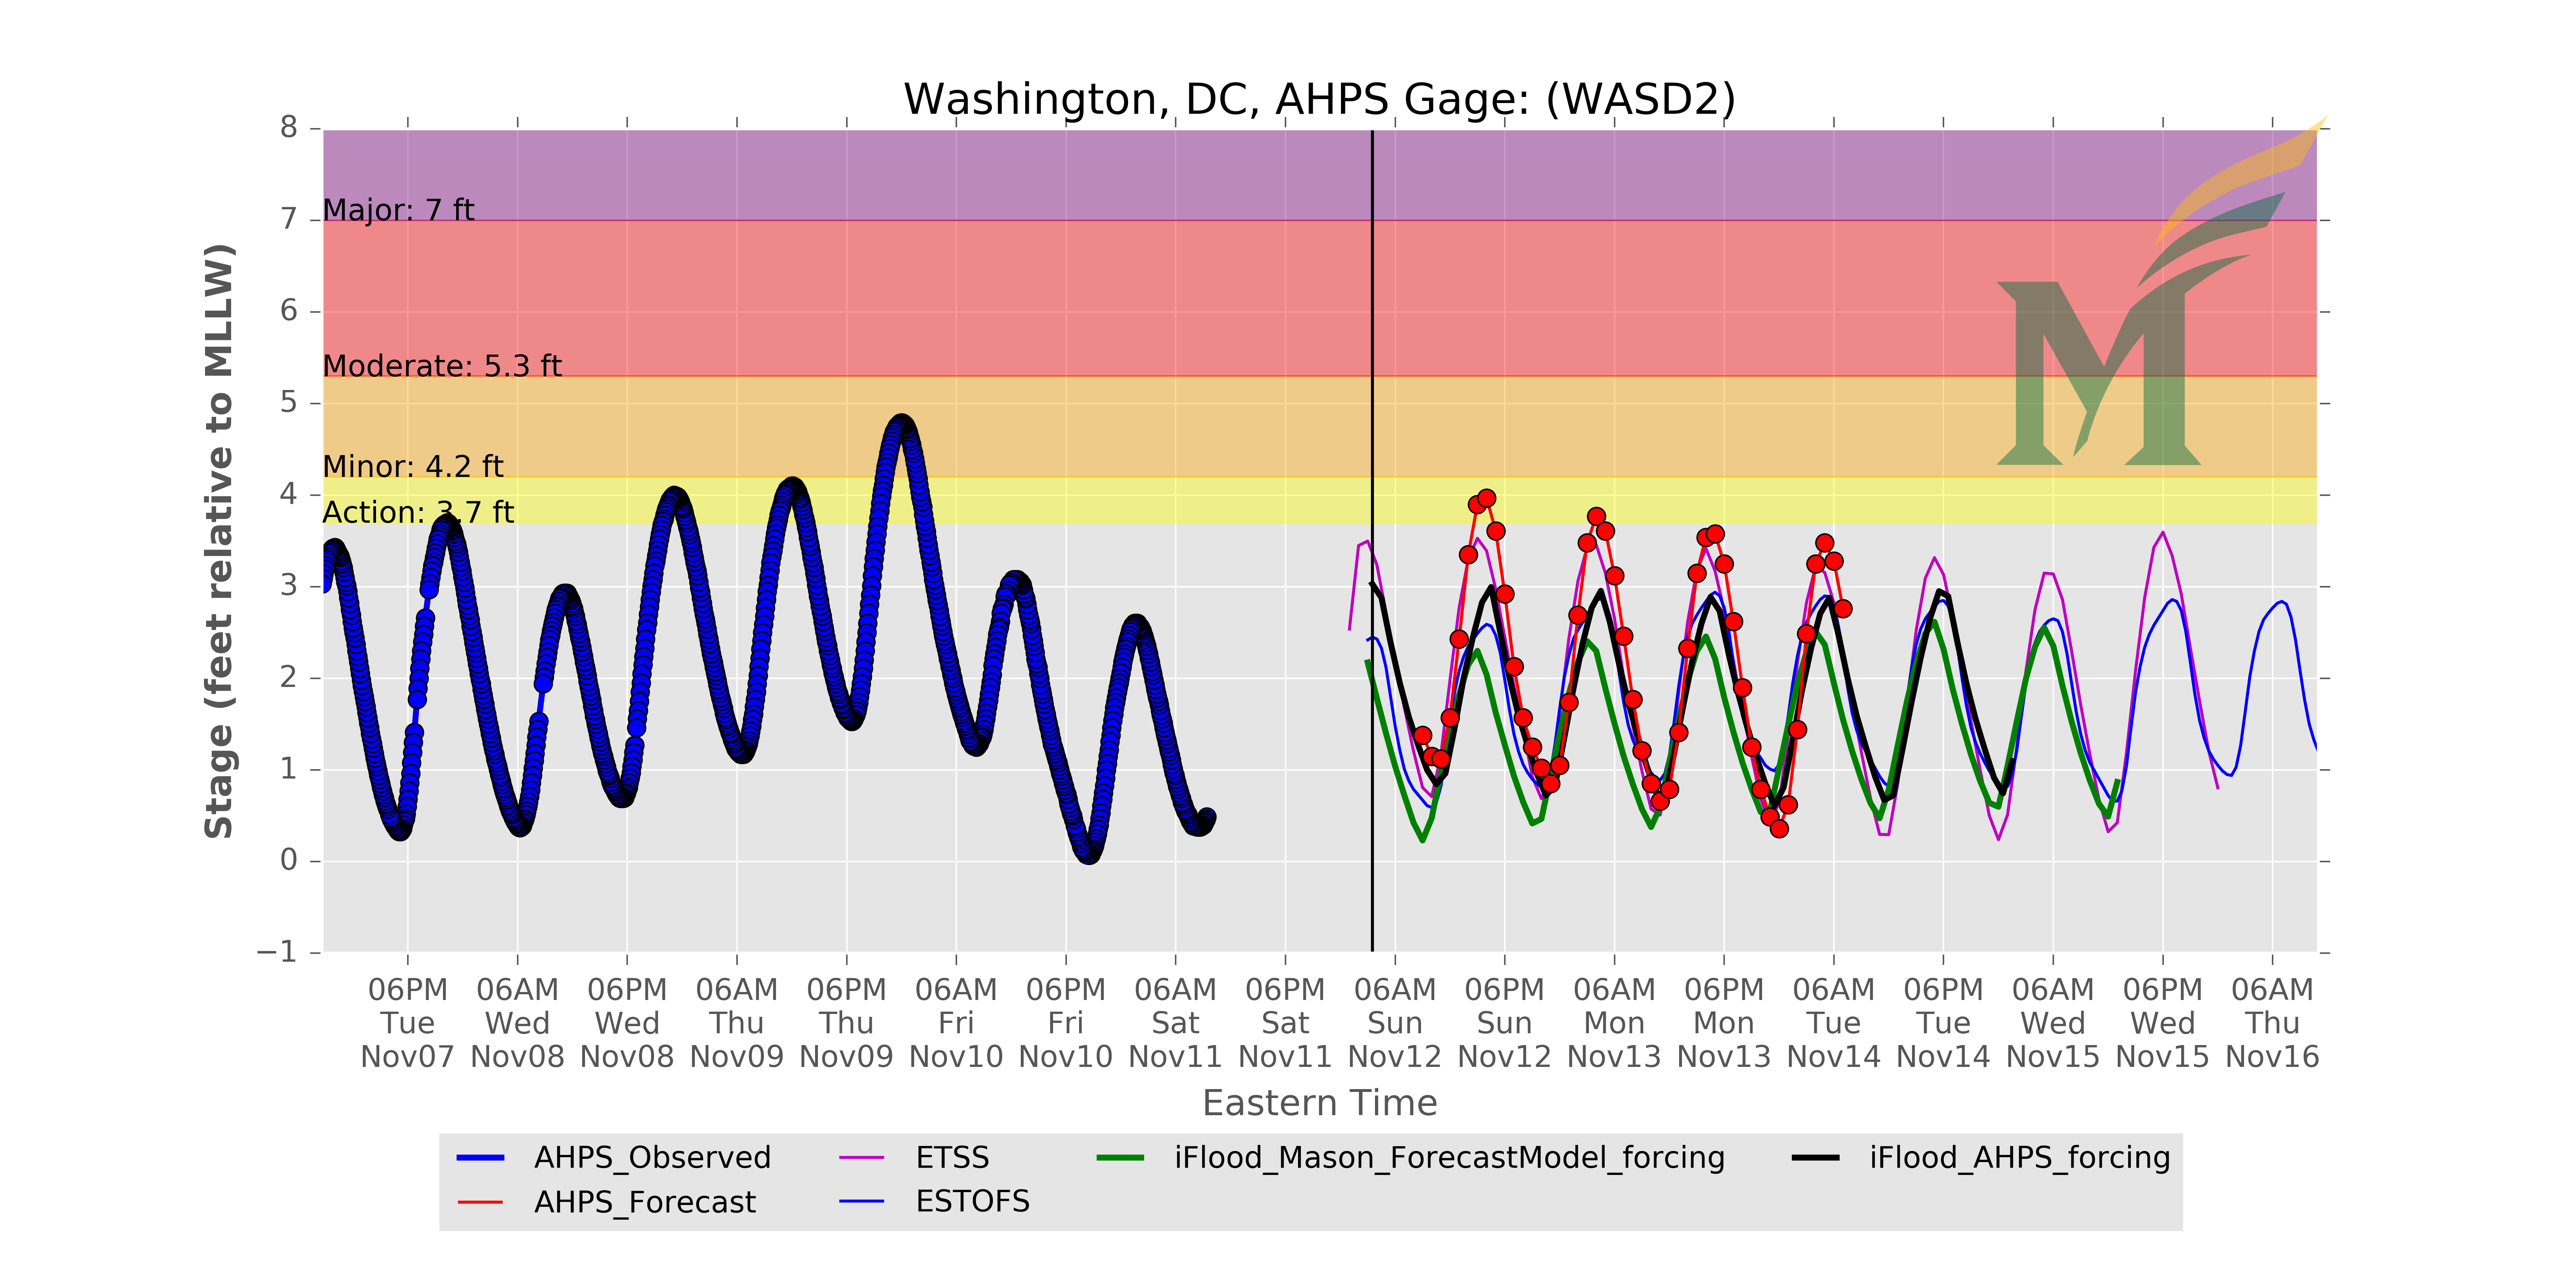 Washington, DC, AHPS Gage: (WASD2)
8
7
6
5
4
3
2
1
0
−1
Stage (feet relative to MLLW)
Major: 7 ft
Moderate: 5.3 ft
Minor: 4.2 ft
Action: 3.7 ft
M
06PM 06AM 06PM 06AM 06PM 06AM 06PM 06AM 06PM 06AM 06PM 06AM 06PM 06AM 06PM 06AM 06PM 06AM
Tue Wed Wed Thu Thu Fri Fri Sat Sat Sun Sun Mon Mon Tue Tue Wed Wed Thu
Nov07 Nov08 Nov08 Nov09 Nov09 Nov10 Nov10 Nov11 Nov11 Nov12 Nov12 Nov13 Nov13 Nov14 Nov14 Nov15 Nov15 Nov16
Eastern Time
AHPS_Observed ETSS iFlood_Mason_ForecastModel_forcing iFlood_AHPS_forcing
AHPS_Forecast ESTOFS